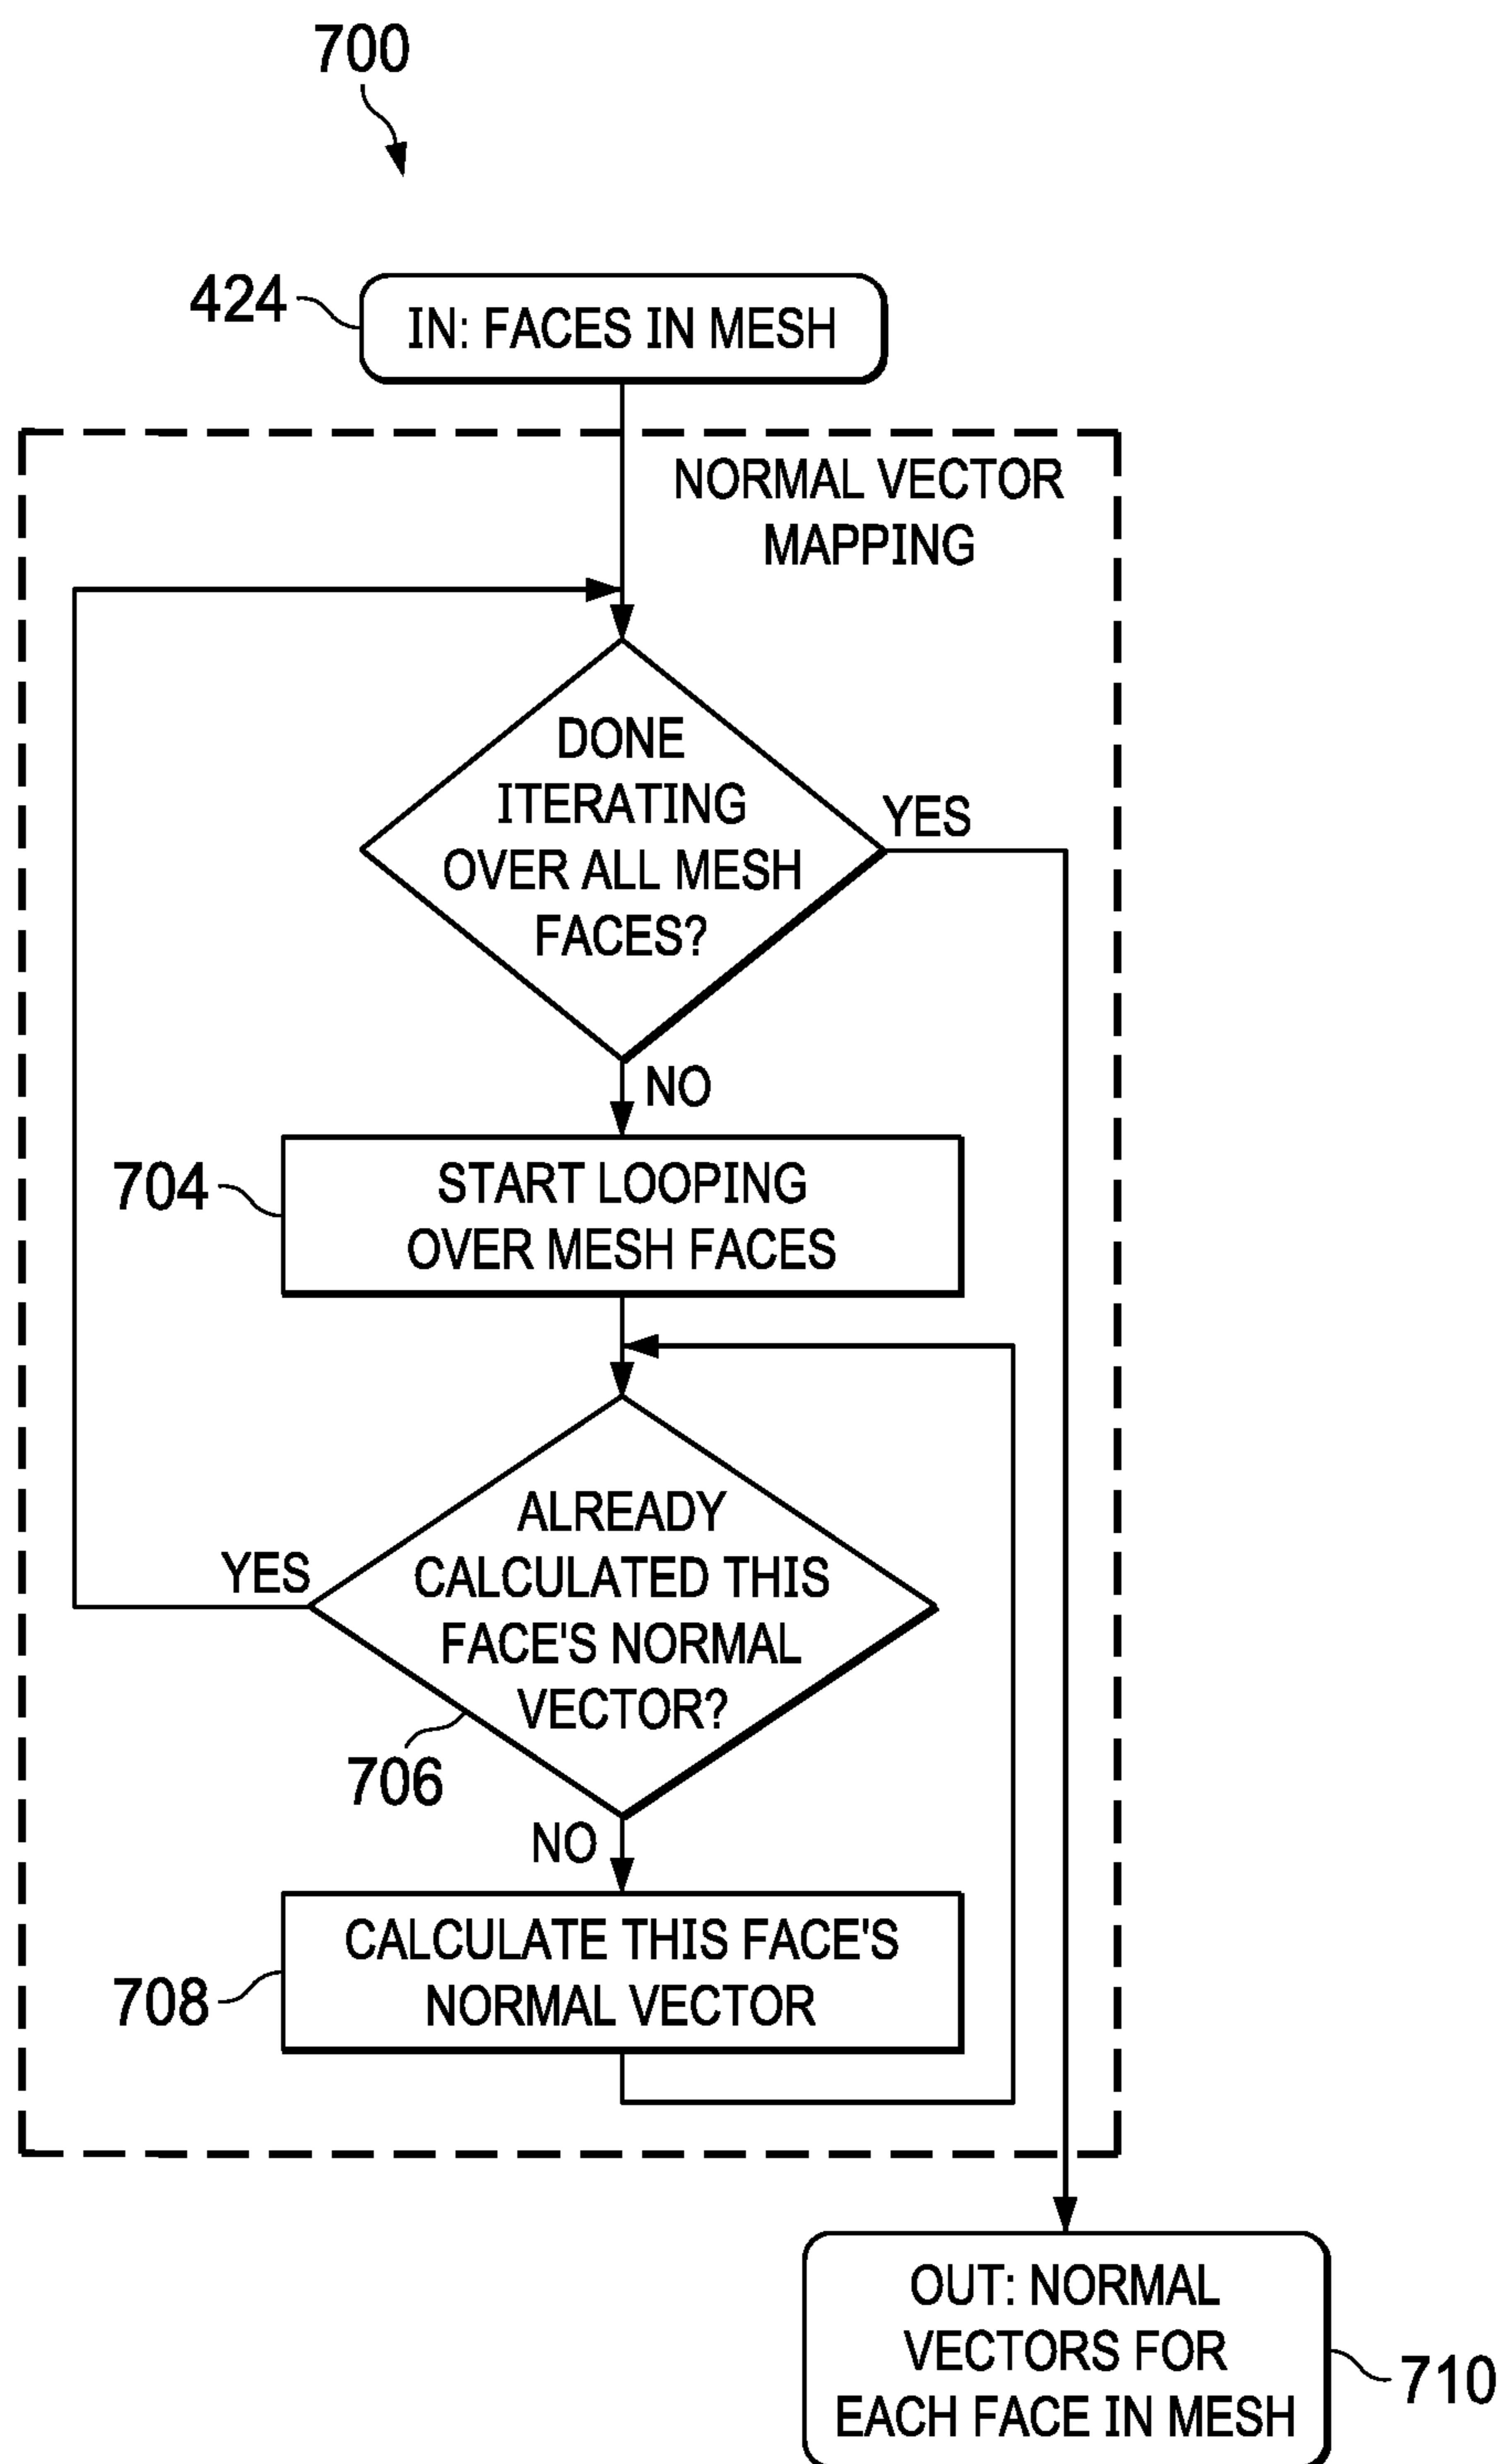 700
424
IN: FACES IN MESH
NORMAL VECTOR
MAPPING
DONE
ITERATING
OVER ALL MESH
FACES?
YES
NO
704
START LOOPING
OVER MESH FACES
ALREADY
CALCULATED THIS
FACE'S NORMAL
VECTOR?
YES
706
NO
CALCULATE THIS FACE'S
NORMAL VECTOR
708
OUT: NORMAL
VECTORS FOR
EACH FACE IN MESH
710